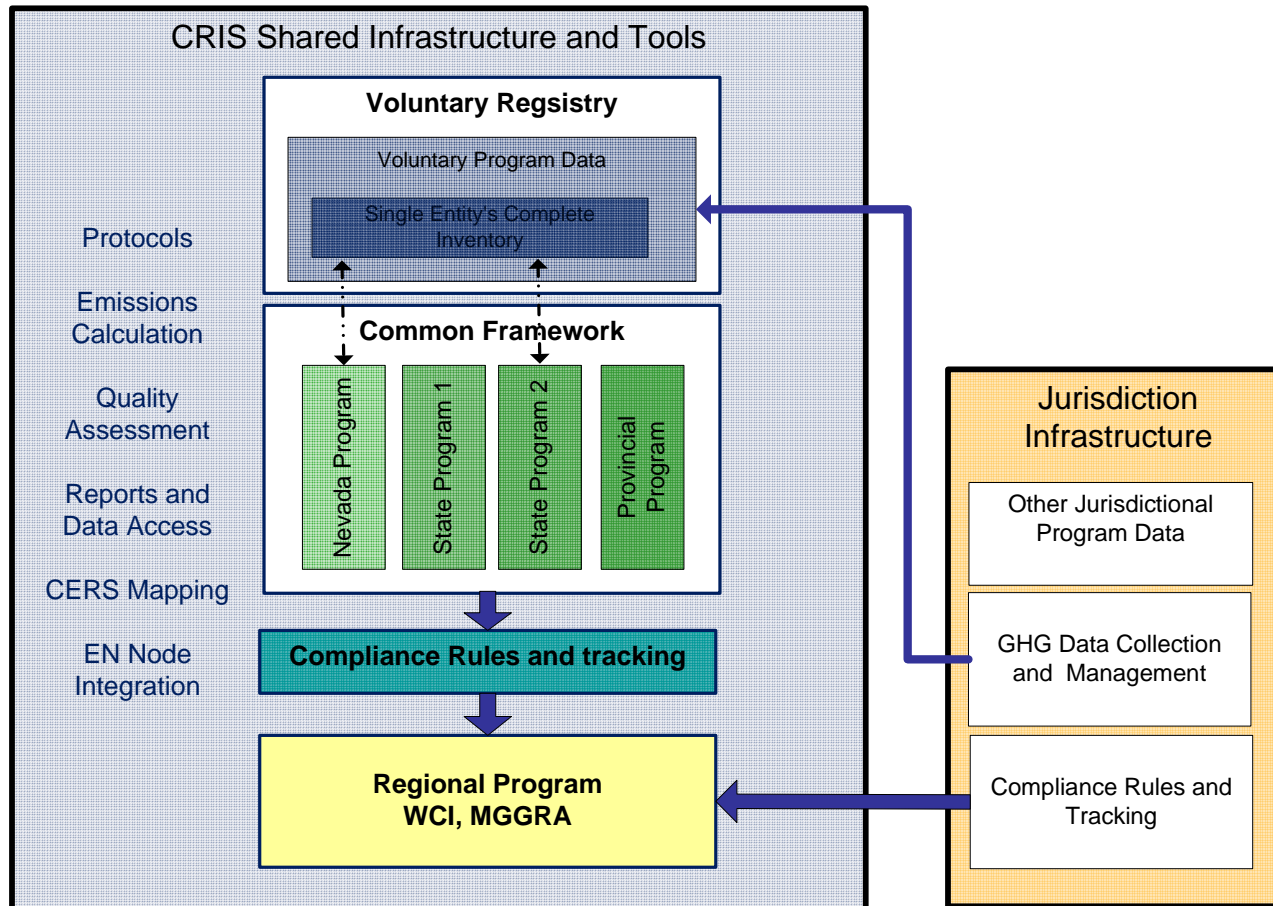 CRIS Shared Infrastructure and Tools
Voluntary Regsistry
Voluntary Program Data
Single Entity's Complete
Inventory
Protocols
Emissions
Calculation
Quality
Assessment
Reports and
Data Access
CERS Mapping
EN Node
Integration
Common Framework
Nevada Program
State Program 1
State Program 2
Provincial
Program
Compliance Rules and tracking
Regional Program
WCI, MGGRA
Jurisdiction
Infrastructure
Other Jurisdictional
Program Data
GHG Data Collection
and Management
Compliance Rules and
Tracking